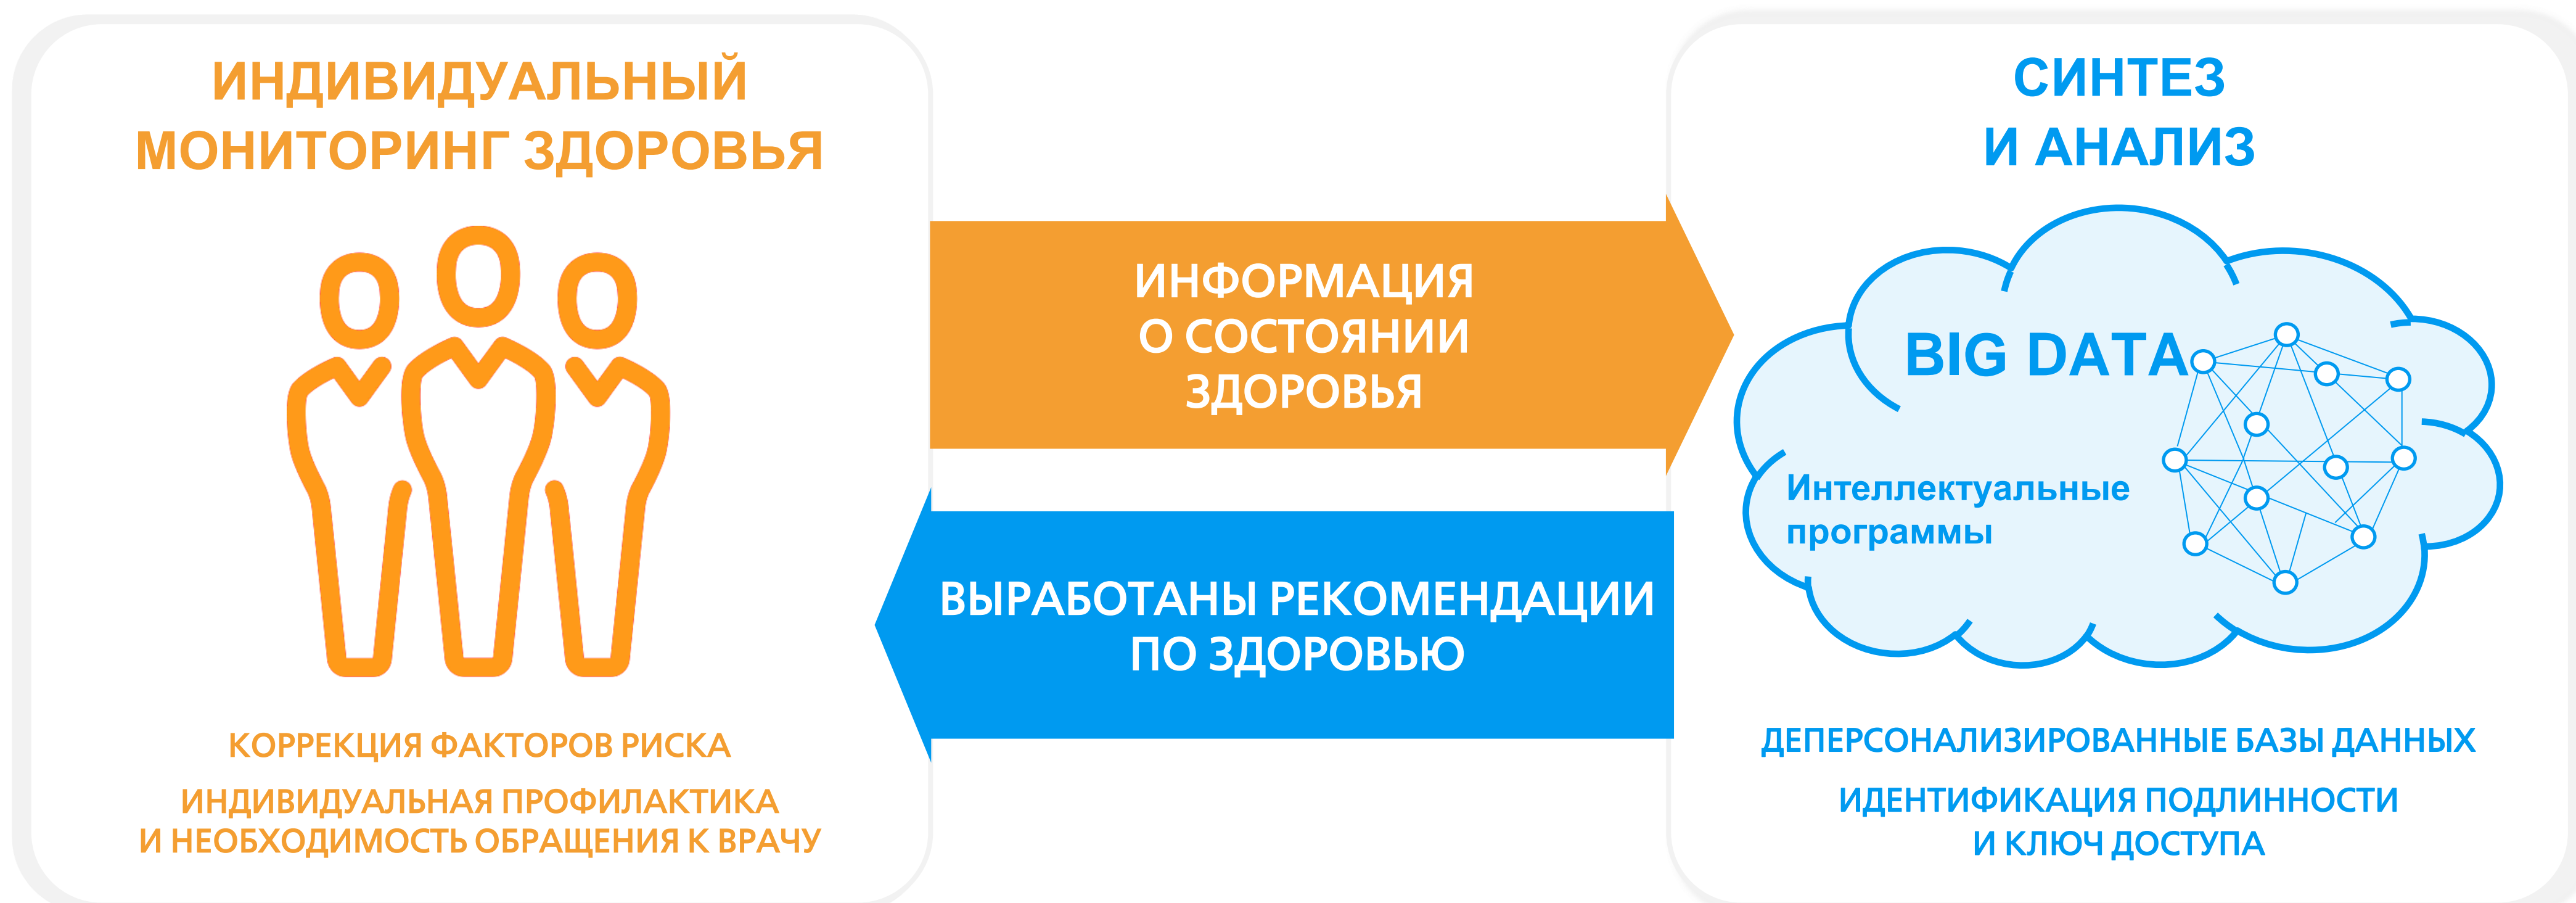 ИНДИВИДУАЛЬНЫЙ
МОНИТОРИНГ ЗДОРОВЬЯ
КОРРЕКЦИЯ ФАКТОРОВ РИСКА
ИНДИВИДУАЛЬНАЯ ПРОФИЛАКТИКА
И НЕОБХОДИМОСТЬ ОБРАЩЕНИЯ К ВРАЧУ
ИНФОРМАЦИЯ
О СОСТОЯНИИ
ЗДОРОВЬЯ
ВЫРАБОТАНЫ РЕКОМЕНДАЦИИ
ПО ЗДОРОВЬЮ
СИНТЕЗ
И АНАЛИЗ
BIG DATA
Интеллектуальные
программы
ДЕПЕРСОНАЛИЗИРОВАННЫЕ БАЗЫ ДАННЫХ
ИДЕНТИФИКАЦИЯ ПОДЛИННОСТИ
И КЛЮЧ ДОСТУПА